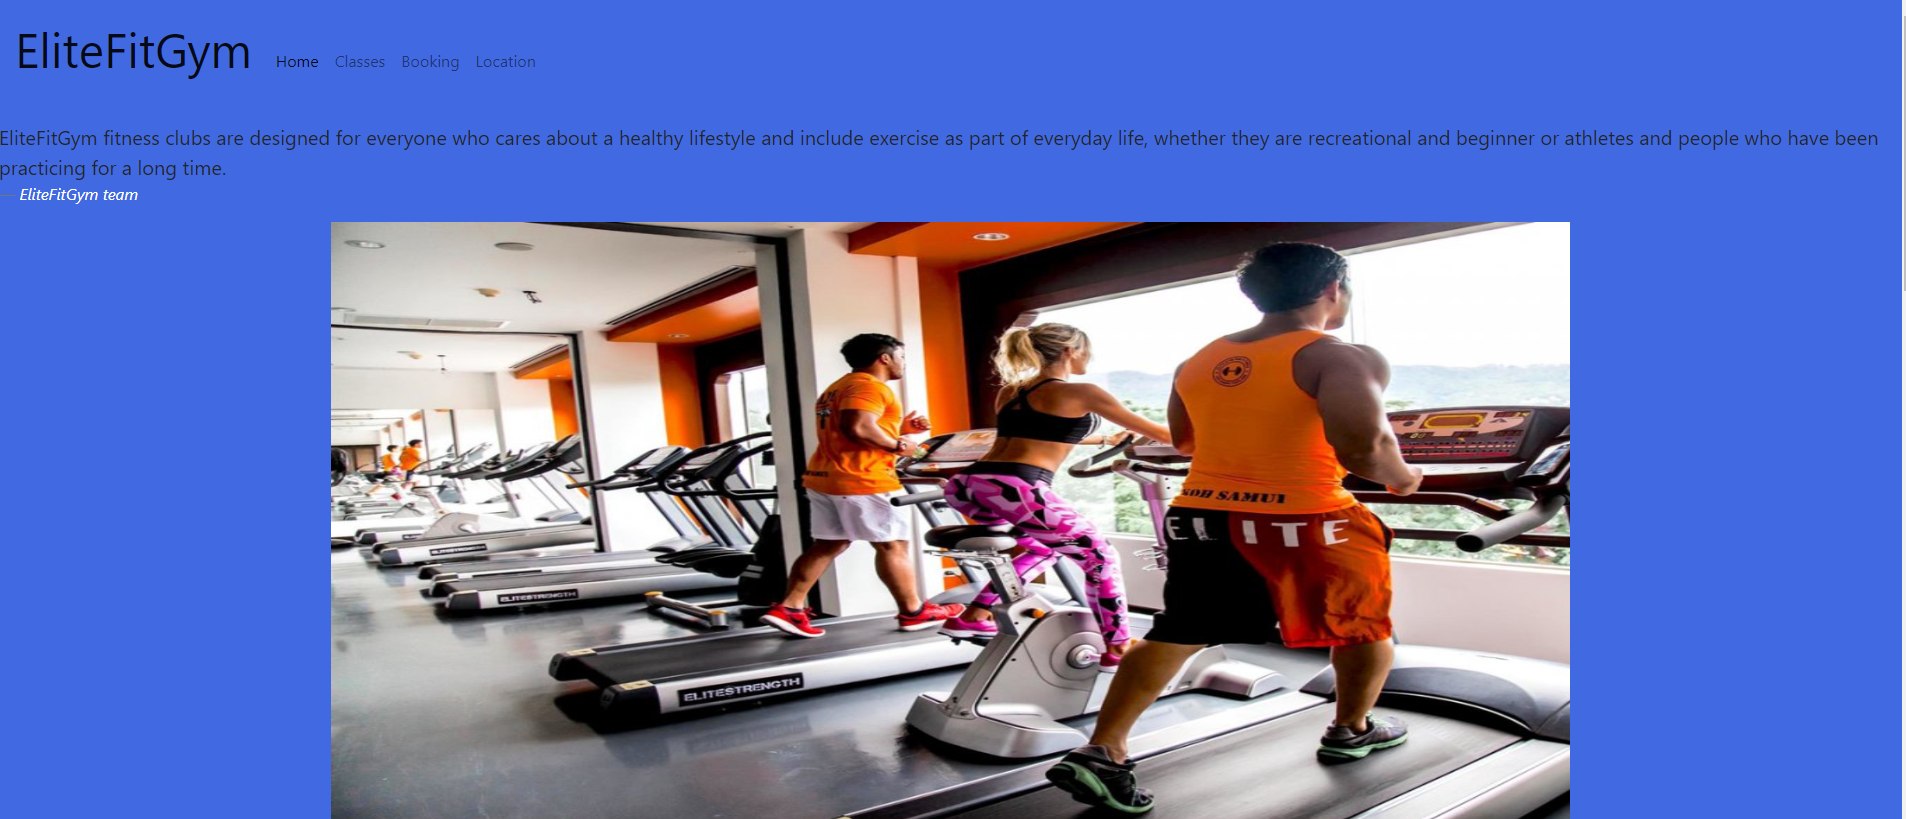 EliteFitGym Home Classes Booking Location
EliteFitGym fitness clubs are designed for everyone who cares about a healthy lifestyle and include exercise as part of everyday life, whether they are recreational and beginner or athletes and people who have been
practicing for a long time.
— EliteFitGym team
KOH SAMUI
ELITE
ELITESTRENGTH
ELITESTRENGTH
ELITESTRENGTH